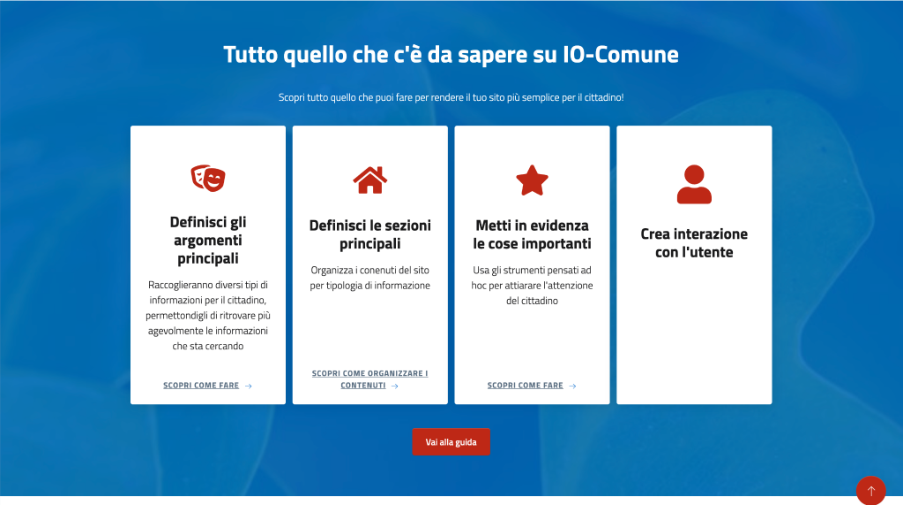 Tutto quello che c'è da sapere su IO-Comune
Scopri tutto quello che puoi fare per rendere il tuo sito più semplice per il cittadino!
Definisci gli
argomenti
principali
Raccoglieranno diversi tipi di
informazioni per il cittadino,
permettondigli di ritrovare più
agevolmente le informazioni
che sta cercando
SCOPRI COME FARE
Definisci le sezioni
principali
Organizza i conenuti del sito
per tipologia di informazione
SCOPRI COME ORGANIZZARE I
CONTENUTI
Metti in evidenza
le cose importanti
Usa gli strumenti pensati ad
hoc per attiarare l'attenzione
del cittadino
SCOPRI COME FARE
Crea interazione
con l'utente
Vai alla guida